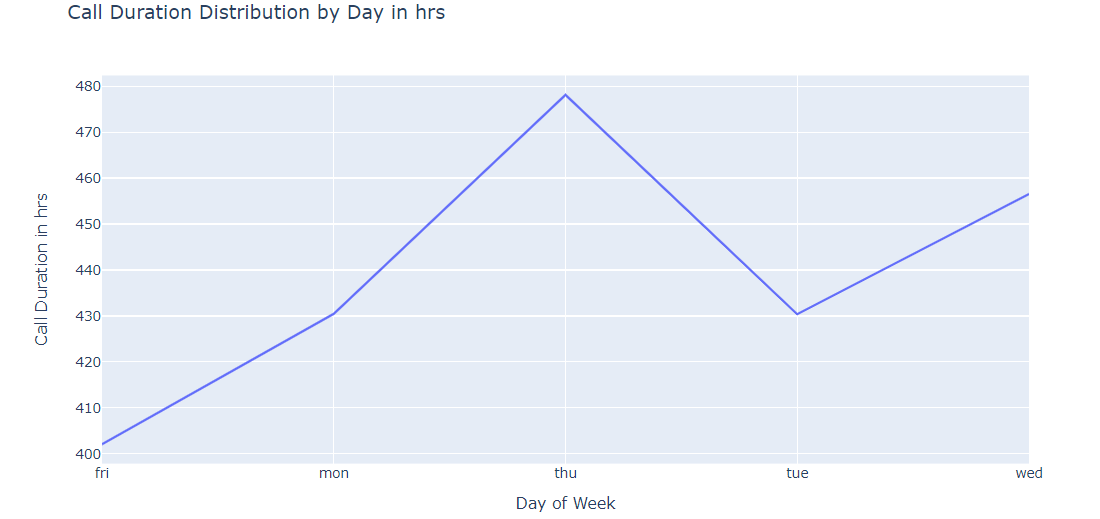 Call Duration Distribution by Day in hrs
480
470
460
450
440
430
420
410
400
Call Duration in hrs
fri mon thu tue wed
Day of Week